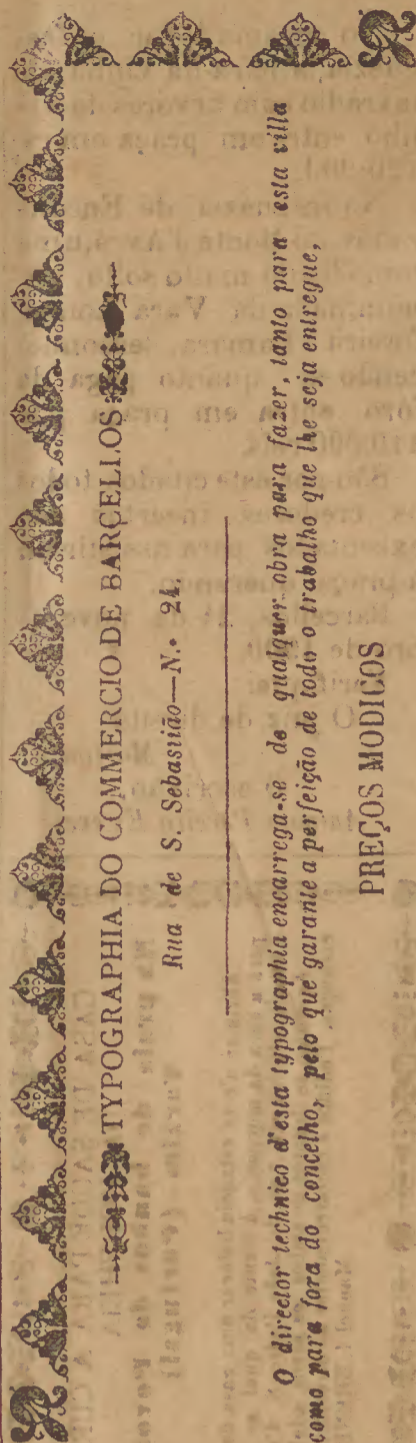 TYPOGRAPHIA DO COMMERCIO DE BARCELLOS
Rua de S. Sebastião—N.º 24
O director technico d'esta typographia encarrega-se de qualquer obra para fazer, tanto para esta villa
como para fora do concelho, pelo que garante a perfeição de todo o trabalho que lhe seja entregue,
PREÇOS MODICOS